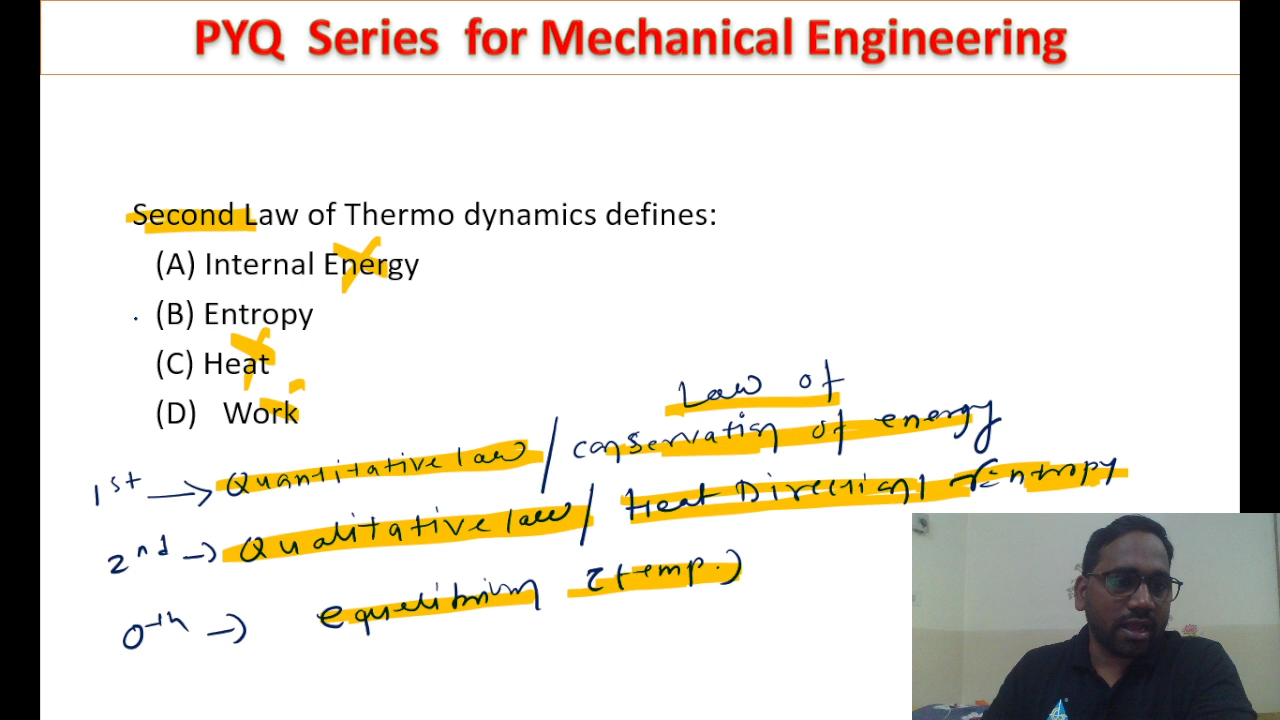 PYQ Series for Mechanical Engineering
Second Law of Thermo dynamics defines:
(A) Internal Energy
(B) Entropy
(C) Heat
(D) Work
Law of
conservation of energy
1st → Quantitative law /
2nd → Qualitative law / Heat Direction, Entropy
0th → equilibrium (temp.)